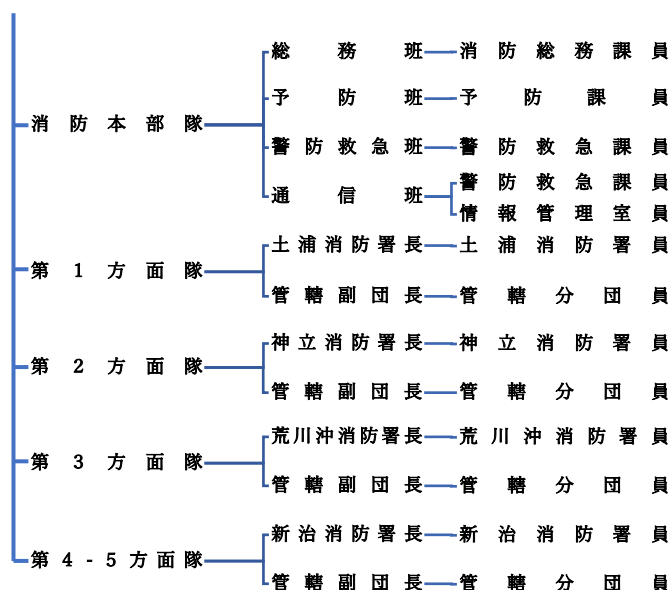 総務班 消防総務課員
予防班 予防課員
消防本部隊
警防救急班 警防救急課員
通信班 警防救急課員
情報管理室員
土浦消防署長 土浦消防署員
第1方面隊
管轄副団長 管轄分団員
神立消防署長 神立消防署員
第2方面隊
管轄副団長 管轄分団員
荒川沖消防署長 荒川沖消防署員
第3方面隊
管轄副団長 管轄分団員
新治消防署長 新治消防署員
第4-5方面隊
管轄副団長 管轄分団員